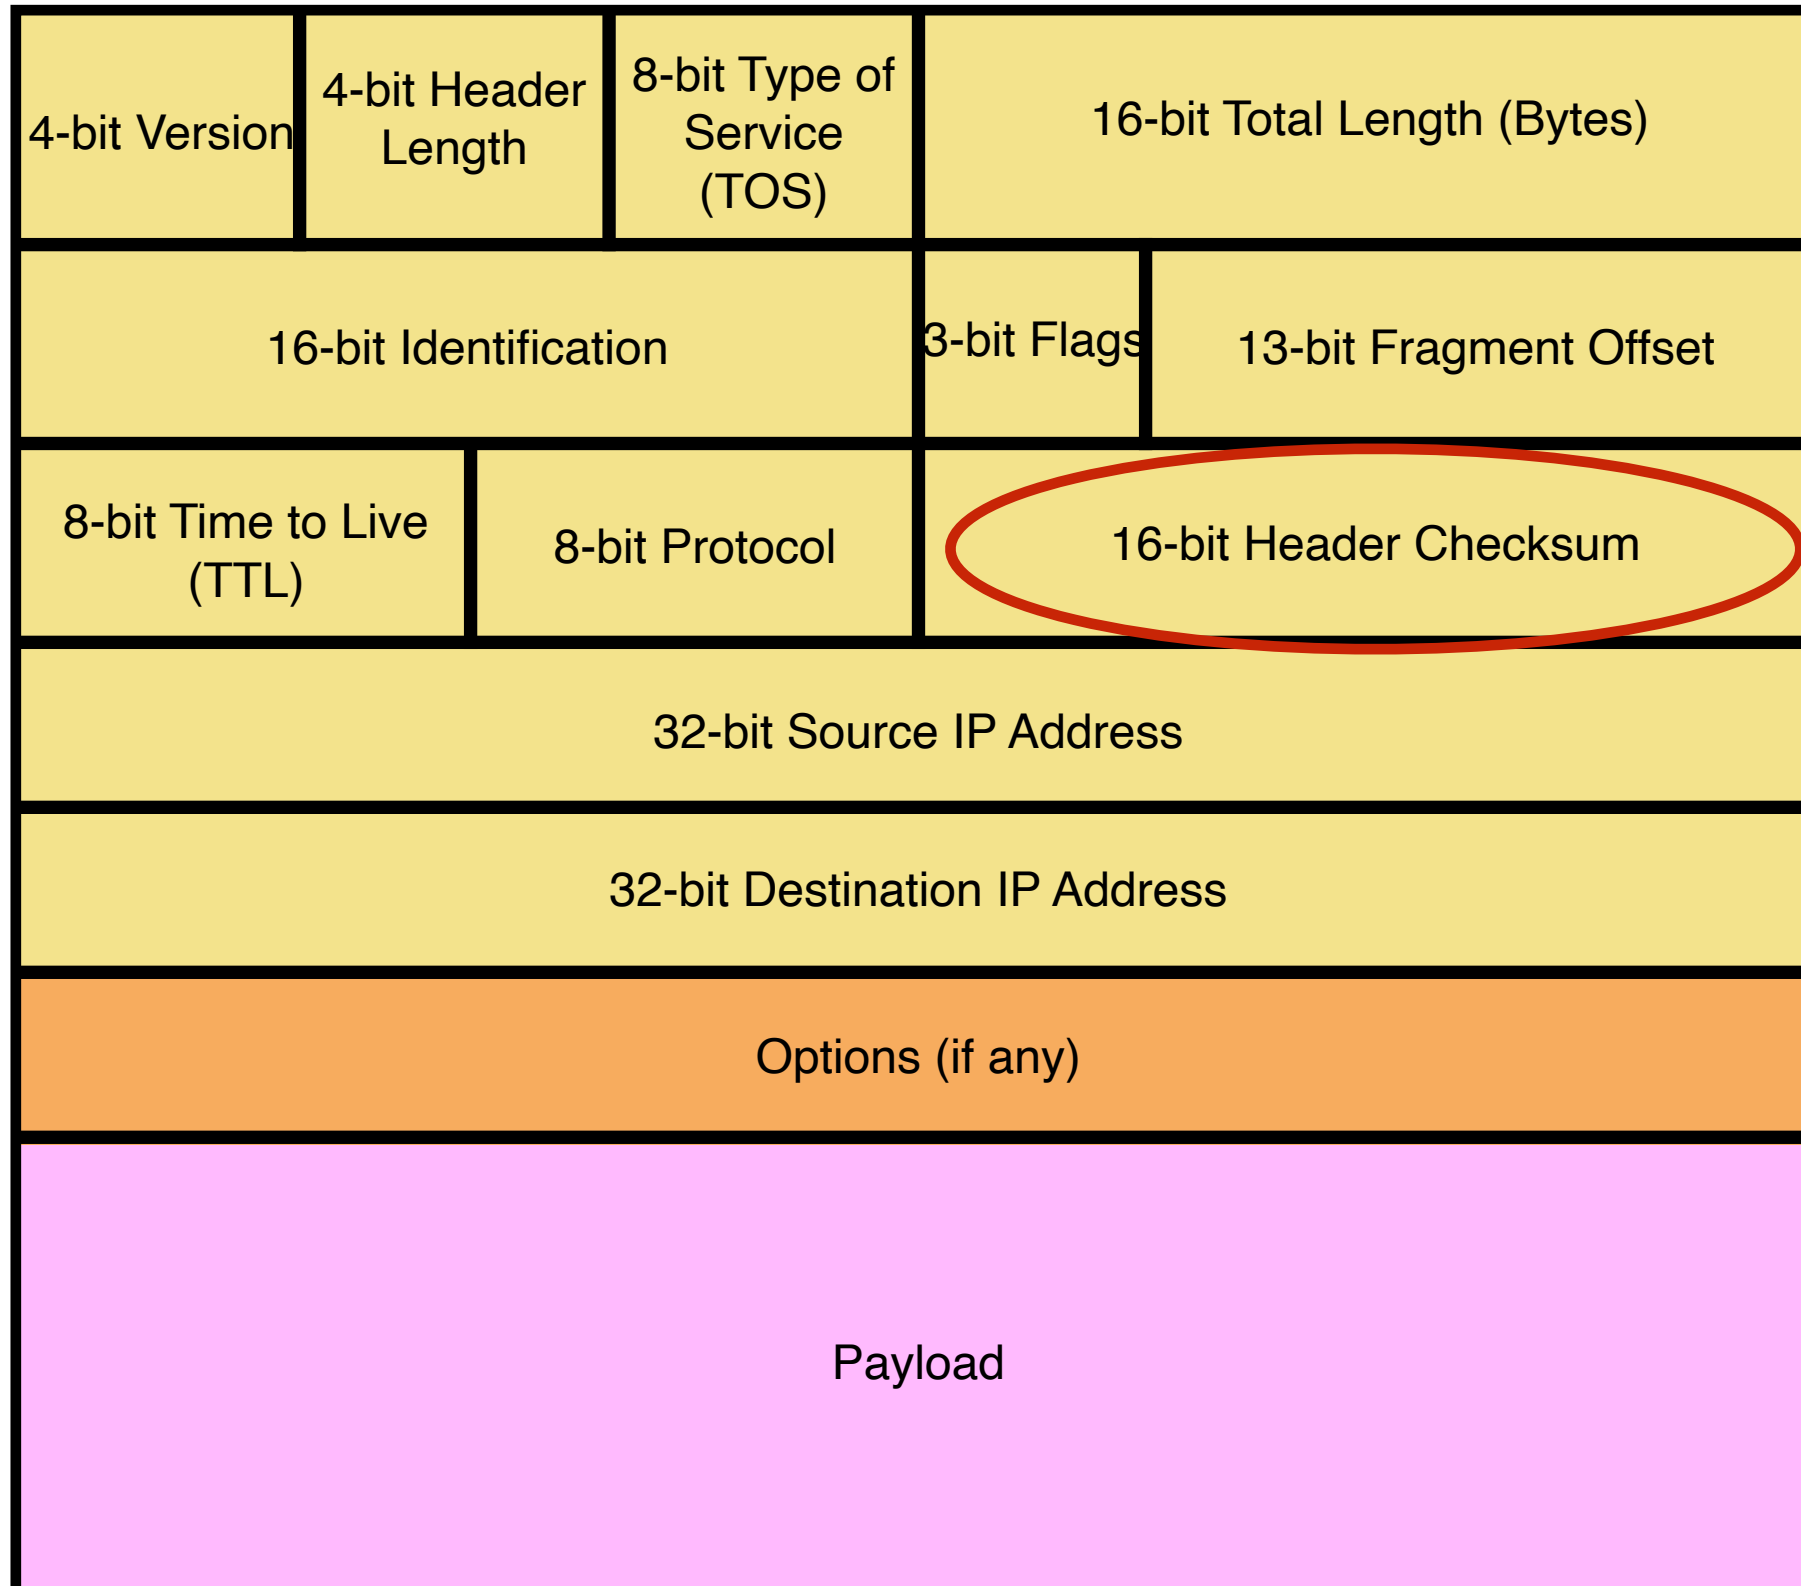 4-bit Version
4-bit Header
Length
8-bit Type of
Service
(TOS)
16-bit Total Length (Bytes)
16-bit Identification
3-bit Flags
13-bit Fragment Offset
8-bit Time to Live
(TTL)
8-bit Protocol
16-bit Header Checksum
32-bit Source IP Address
32-bit Destination IP Address
Options (if any)
Payload